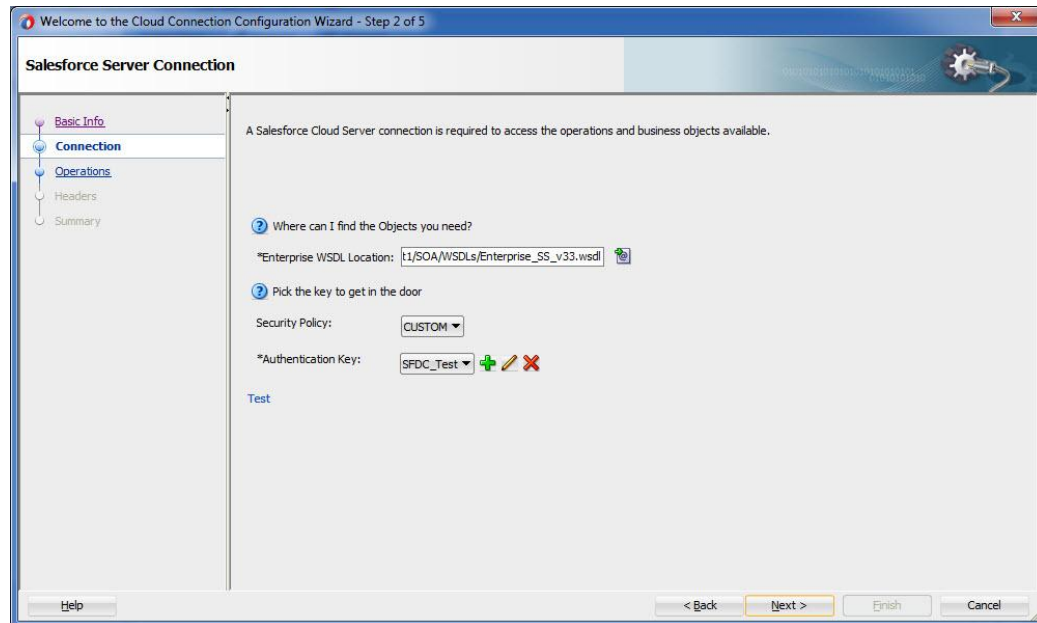 Welcome to the Cloud Connection Configuration Wizard - Step 2 of 5
Salesforce Server Connection
Basic Info
Connection
Operations
Headers
Summary
A Salesforce Cloud Server connection is required to access the operations and business objects available.
Where can I find the Objects you need?
*Enterprise WSDL Location: t1/SOA/WSDLs/Enterprise_SS_v33.wsdl
Pick the key to get in the door
Security Policy: CUSTOM
*Authentication Key: SFDC_Test
Test
Help < Back Next > Finish Cancel